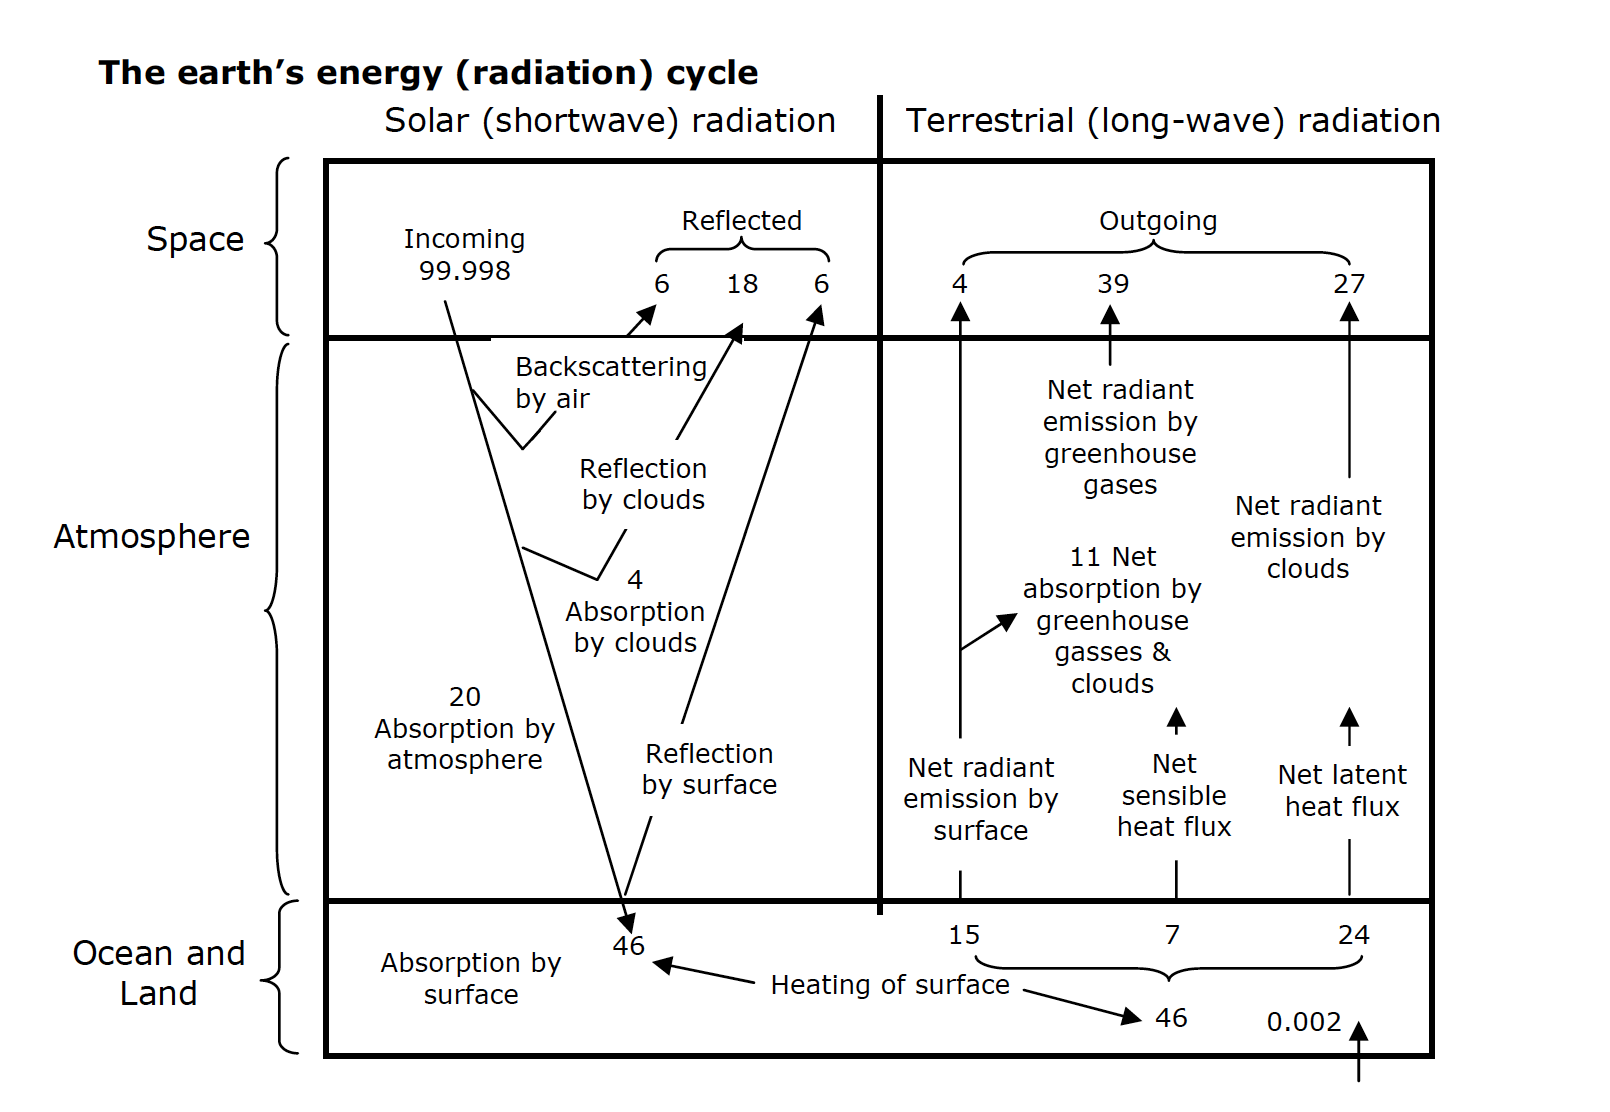 The earth’s energy (radiation) cycle
Solar (shortwave) radiation
Terrestrial (long-wave) radiation
Space
Incoming
99.998
Reflected
6 18 6
Outgoing
4 39 27
Atmosphere
Backscattering
by air
Reflection
by clouds
4
Absorption
by clouds
20
Absorption by
atmosphere
Reflection
by surface
Net radiant
emission by
greenhouse
gases
Net radiant
emission by
clouds
11 Net
absorption by
greenhouse
gasses &
clouds
Net radiant
emission by
surface
Net
sensible
heat flux
Net latent
heat flux
Ocean and
Land
Absorption by
surface
46
Heating of surface
15 7 24
46
0.002